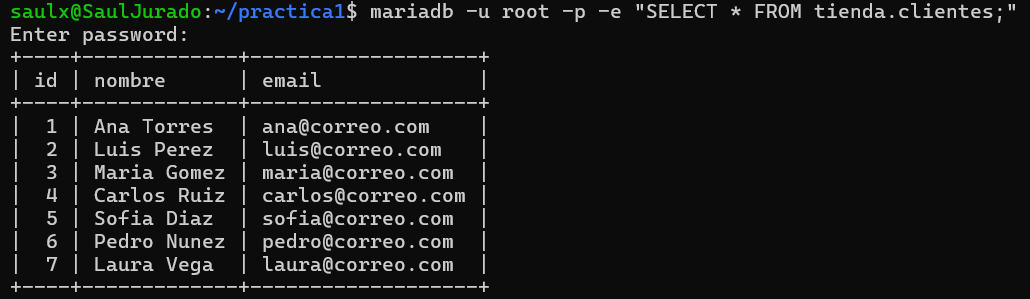 saulx@SaulJurado:~/practica1$ mariadb -u root -p -e "SELECT * FROM tienda.clientes;"
Enter password:
+----+-------------+-------------------+
| id | nombre      | email             |
+----+-------------+-------------------+
|  1 | Ana Torres  | ana@correo.com    |
|  2 | Luis Perez  | luis@correo.com   |
|  3 | Maria Gomez | maria@correo.com  |
|  4 | Carlos Ruiz | carlos@correo.com |
|  5 | Sofia Diaz  | sofia@correo.com  |
|  6 | Pedro Nunez | pedro@correo.com  |
|  7 | Laura Vega  | laura@correo.com  |
+----+-------------+-------------------+